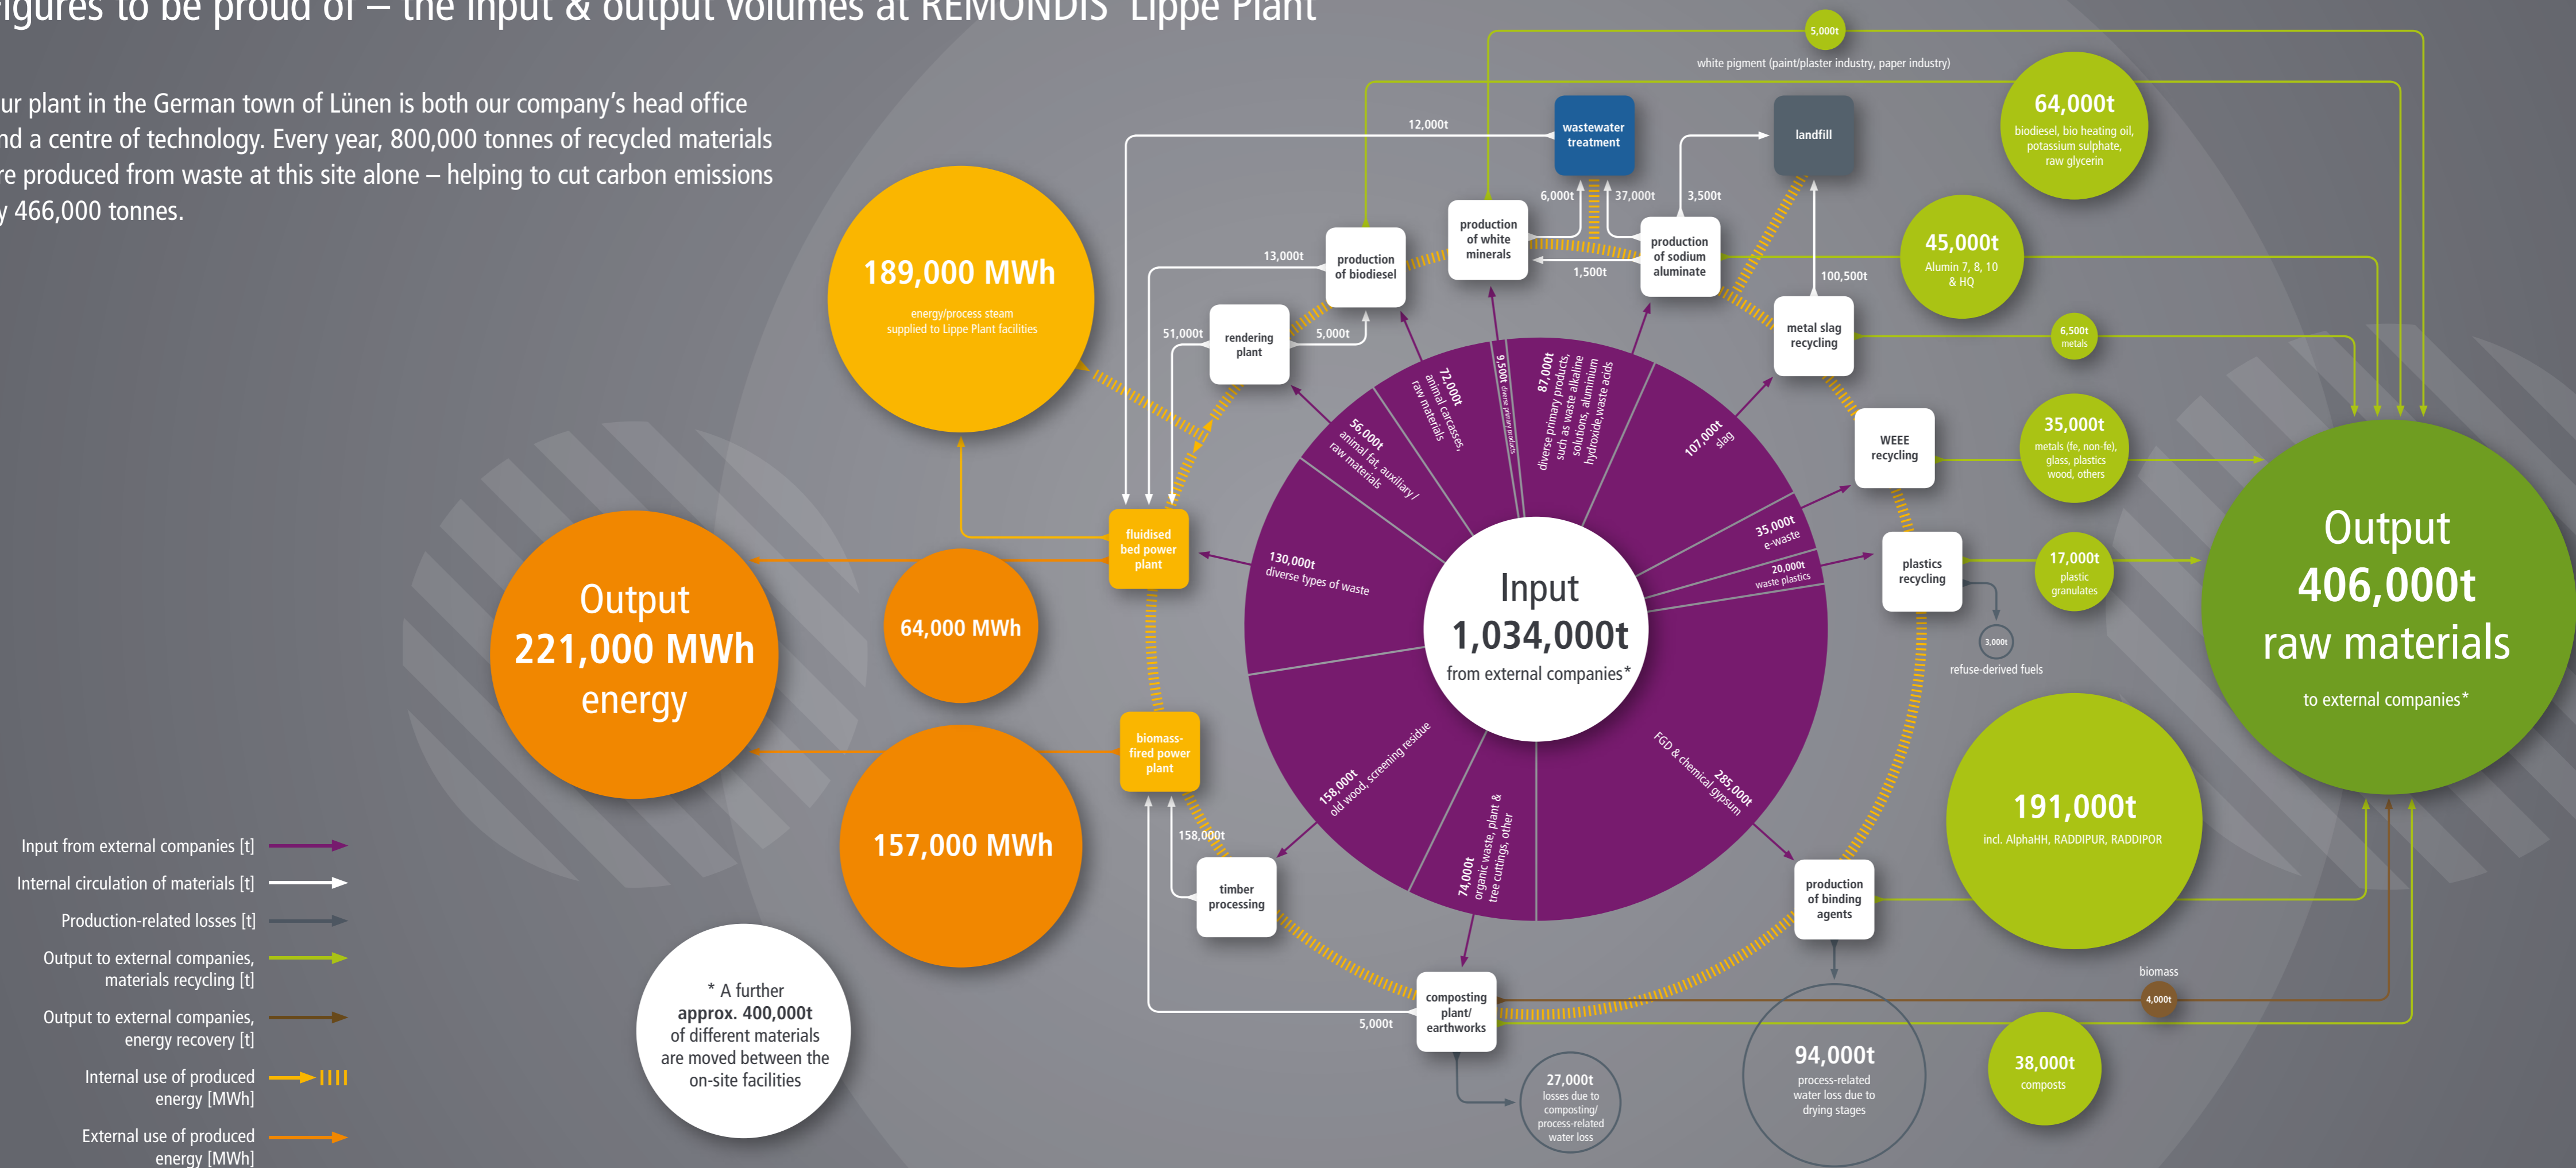 Figures to be proud of – the input & output volumes at REMONDIS' Lippe Plant
ur plant in the German town of Lünen is both our company's head office
nd a centre of technology. Every year, 800,000 tonnes of recycled materials
re produced from waste at this site alone – helping to cut carbon emissions
y 466,000 tonnes.
5,000t
white pigment (paint/plaster industry, paper industry)
64,000t
biodiesel, bio heating oil,
potassium sulphate,
raw glycerin
12,000t
wastewater
treatment
landfill
6,000t
37,000t
3,500t
45,000t
Alumin 7, 8, 10
& HQ
189,000 MWh
energy/process steam
supplied to Lippe Plant facilities
13,000t
production
of biodiesel
production
of white
minerals
1,500t
production
of sodium
aluminate
100,500t
51,000t
rendering
plant
5,000t
metal slag
recycling
6,500t
metals
WEEE
recycling
35,000t
metals (fe, non-fe),
glass, plastics
wood, others
plastics
recycling
17,000t
plastic
granulates
3,000t
refuse-derived fuels
Output
406,000t
raw materials
to external companies*
fluidised
bed power
plant
64,000 MWh
Output
221,000 MWh
energy
157,000 MWh
biomass-
fired power
plant
Input
1,034,000t
from external companies*
130,000t
diverse types of waste
56,000t
animal fat, auxiliary/
raw materials
72,000t
animal carcasses,
raw materials
9,500t diverse primary products
87,000t
diverse primary products,
such as waste alkaline
solutions, aluminium
hydroxide, waste acids
107,000t
slag
35,000t
e-waste
20,000t
waste plastics
285,000t
FGD & chemical gypsum
74,000t
organic waste, plant &
tree cuttings, other
158,000t
old wood, screening residue
158,000t
timber
processing
5,000t
composting
plant/
earthworks
27,000t
losses due to
composting/
process-related
water loss
production
of binding
agents
94,000t
process-related
water loss due to
drying stages
191,000t
incl. AlphaHH, RADDIPUR, RADDIPOR
biomass
4,000t
38,000t
composts
* A further
approx. 400,000t
of different materials
are moved between the
on-site facilities
Input from external companies [t]
Internal circulation of materials [t]
Production-related losses [t]
Output to external companies,
materials recycling [t]
Output to external companies,
energy recovery [t]
Internal use of produced
energy [MWh]
External use of produced
energy [MWh]